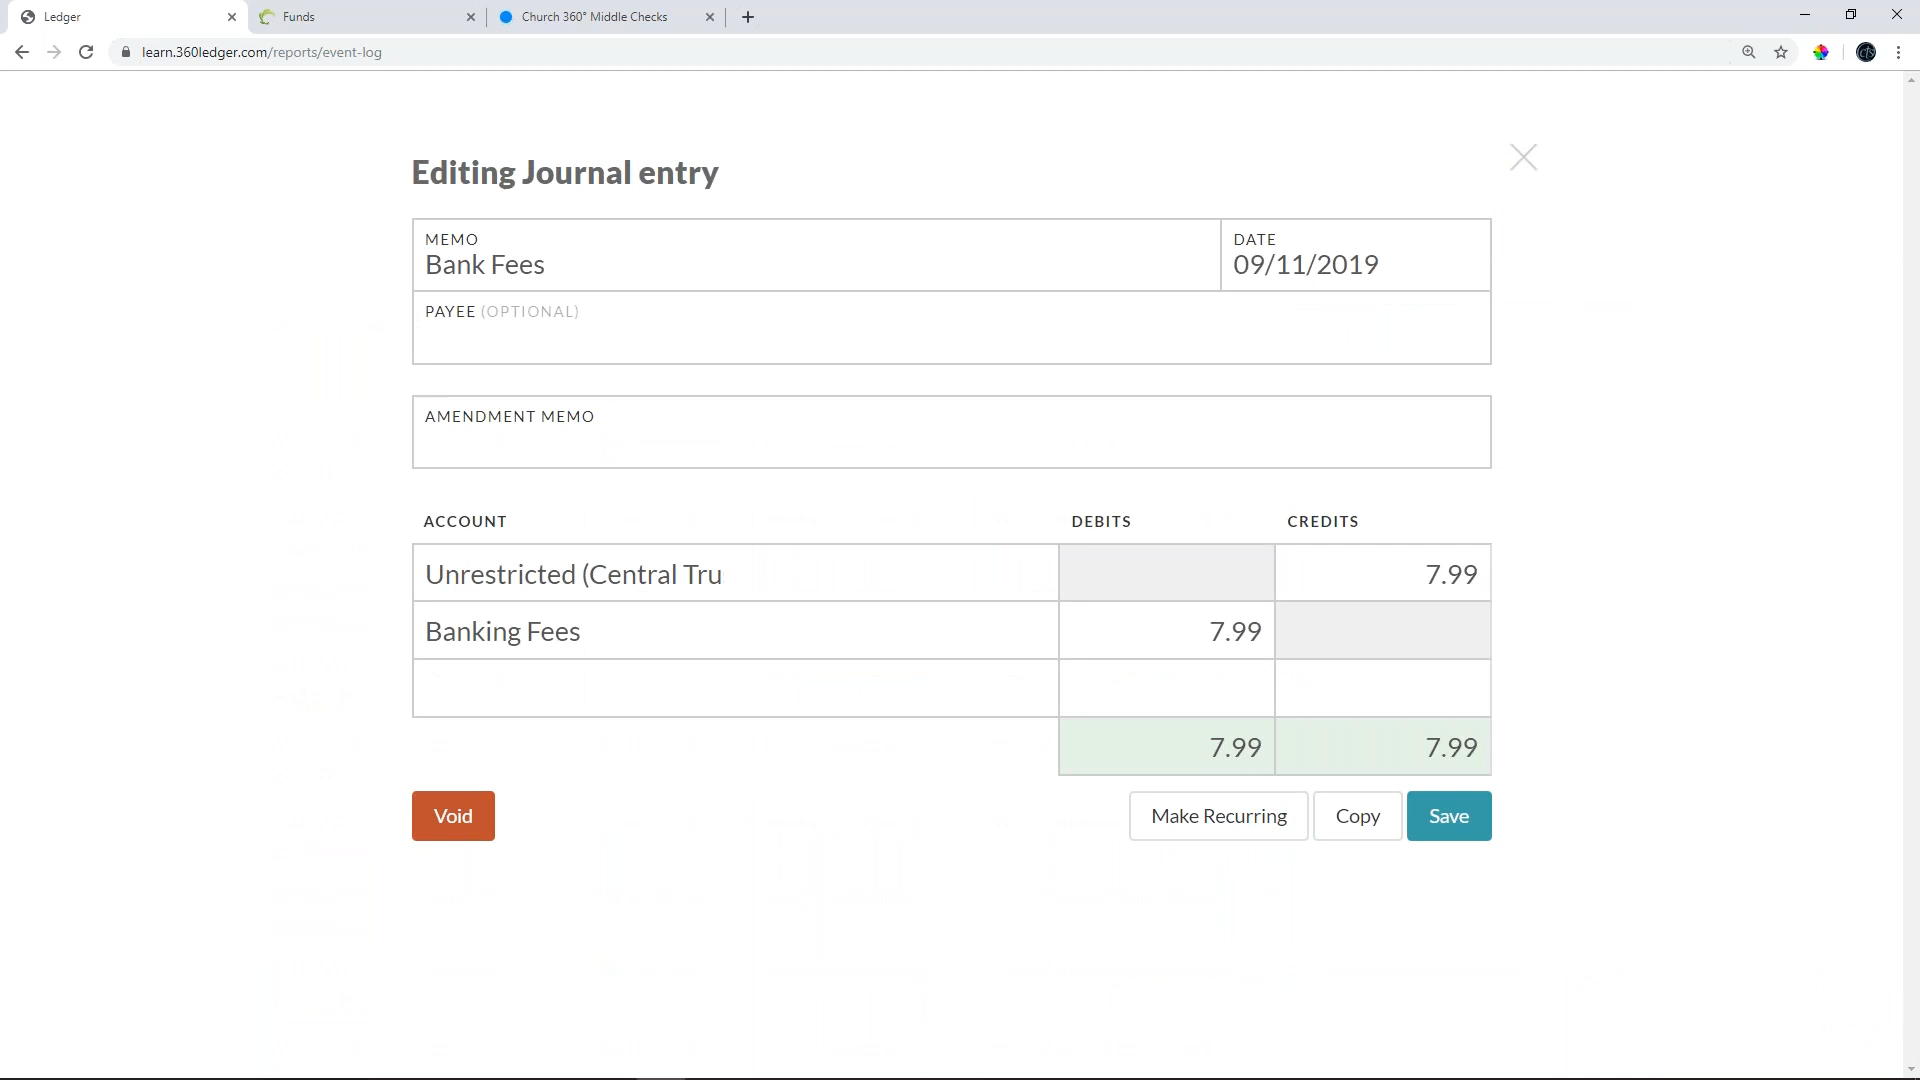 Ledger
Funds
Church 360° Middle Checks
learn.360ledger.com/reports/event-log
Editing Journal entry
MEMO
Bank Fees
DATE
09/11/2019
PAYEE (OPTIONAL)
AMENDMENT MEMO
ACCOUNT DEBITS CREDITS
Unrestricted (Central Tru 7.99
Banking Fees 7.99
7.99 7.99
Void Make Recurring Copy Save